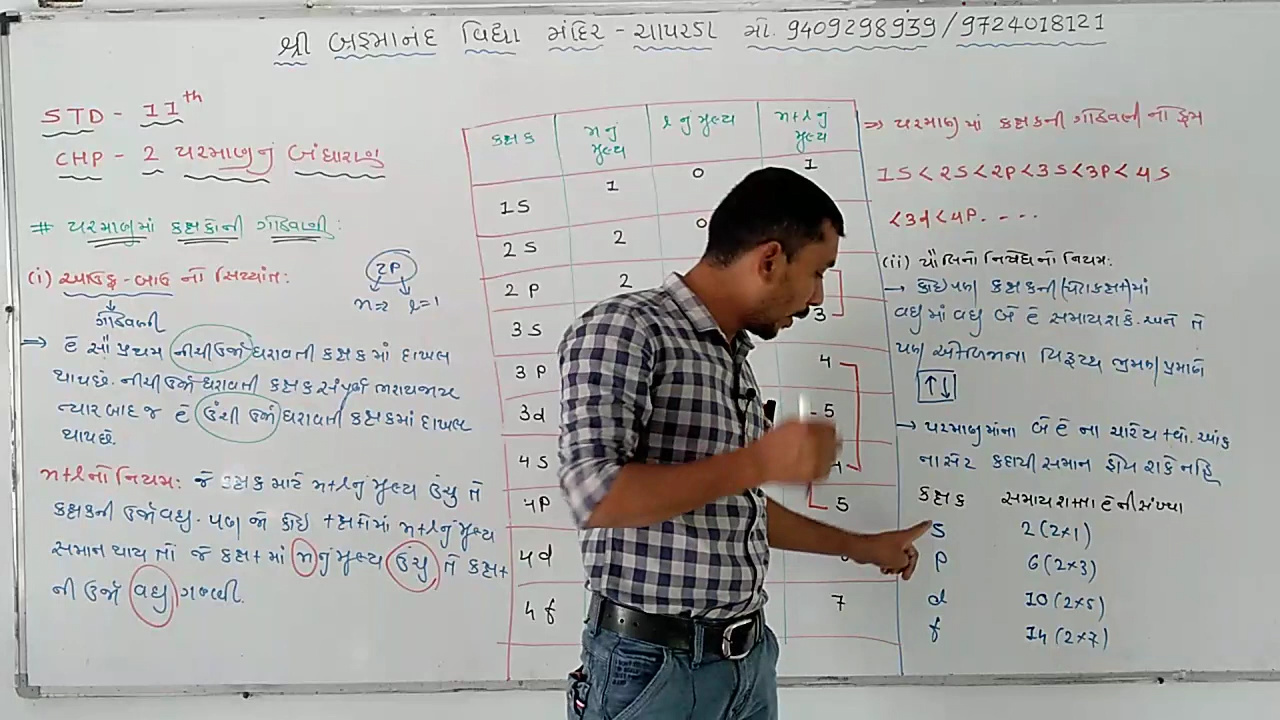 શ્રી બ્રહ્માનંદ વિદ્યા મંદિર - ચાપરડા મો. 9409298939 / 9724018121
STD - 11th
CHP - 2 પરમાણુનું બંધારણ
# પરમાણુમાં કક્ષકોની ગોઠવણી:
(i) આઉફ-બાઉ નો સિધ્ધાંત:
ગોઠવણી
2P
n=2 l=1
⇒ ē સૌ પ્રથમ નીચી ઉર્જા ધરાવતી કક્ષકમાં દાખલ
થાય છે. નીચી ઉર્જા ધરાવતી કક્ષક સંપૂર્ણ ભરાય જાય
ત્યાર બાદ જ ē ઉંચી ઉર્જા ધરાવતી કક્ષકમાં દાખલ
થાય છે.
n+l નો નિયમ: જે કક્ષક માટે n+l નું મુલ્ય ઉંચુ તે
કક્ષકની ઉર્જા વધુ. પણ જો કોઇ કક્ષકમાં n+l નું મુલ્ય
સમાન થાય તો જે કક્ષકમાં n નું મુલ્ય ઉંચુ તે કક્ષક
ની ઉર્જા વધુ ગણવી.
કક્ષક n નું મુલ્ય l નું મુલ્ય n+l નું મુલ્ય
1S 1 0 1
2S 2 0
2P 2
3S 3
3P 4
3d 5
4S 4
4P 5
4d
4f 7
⇒ પરમાણુમાં કક્ષકની ગોઠવણી નો ક્રમ
1S < 2S < 2P < 3S < 3P < 4S
< 3d < 4P. - - -
(ii) પૌલિનો નિષેધનો નિયમ:
→ કોઇપણ કક્ષકની (પેટાકક્ષક)માં
વધુમાં વધુ બે ē સમાય શકે. અને તે
પણ એકબીજાના વિરૂધ્ધ ભ્રમણ પ્રમાણે
↑↓
→ પરમાણુમાંના બે ē ના ચારેય ક્વો. આંક
ના સેટ કદાપી સમાન હોય શકે નહિ
કક્ષક સમાય શકતા ē ની સંખ્યા
S 2 (2×1)
P 6 (2×3)
d 10 (2×5)
f 14 (2×7)